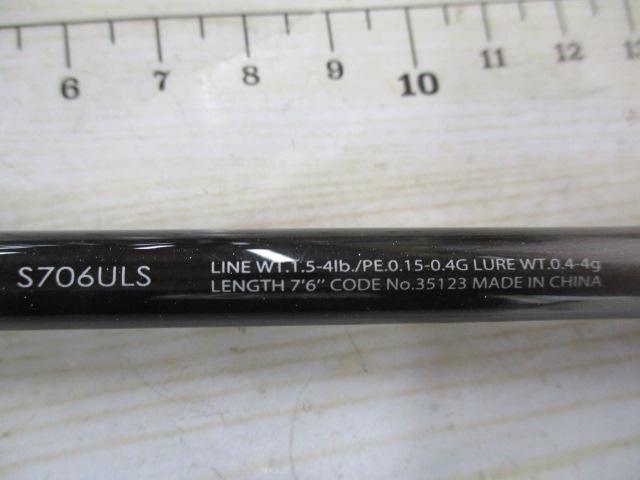 6 7 8 9 10 11 12 13
S706ULS
LINE WT.1.5-4lb./PE.0.15-0.4G LURE WT.0.4-4g
LENGTH 7'6" CODE No.35123 MADE IN CHINA